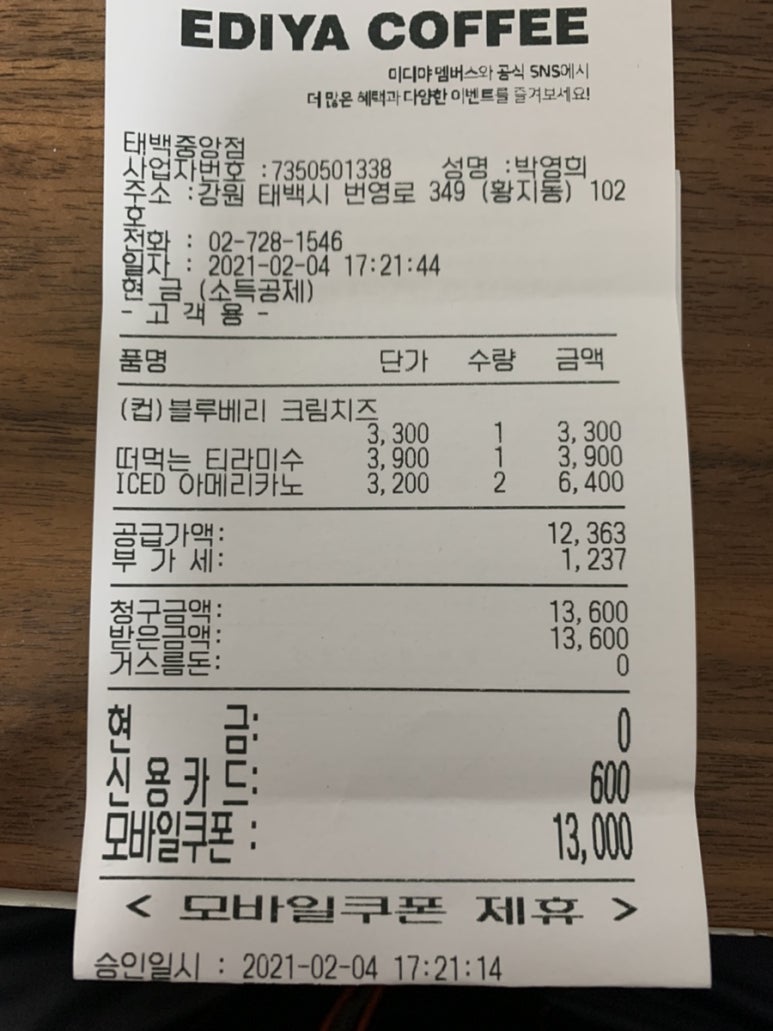 EDIYA COFFEE
이디야 멤버스와 공식 SNS에서
더 많은 혜택과 다양한 이벤트를 즐겨보세요!
태백중앙점
사업자번호 :7350501338 성명 :박영희
주소 :강원 태백시 번영로 349 (황지동) 102
호
전화 : 02-728-1546
일자 : 2021-02-04 17:21:44
현 금 (소득공제)
- 고 객 용 -
품명 단가 수량 금액
(컵)블루베리 크림치즈
3,300 1 3,300
떠먹는 티라미수 3,900 1 3,900
ICED 아메리카노 3,200 2 6,400
공급가액: 12,363
부 가 세: 1,237
청구금액: 13,600
받은금액: 13,600
거스름돈: 0
현 금: 0
신 용 카 드: 600
모바일쿠폰 : 13,000
< 모바일쿠폰 제휴 >
승인일시 : 2021-02-04 17:21:14